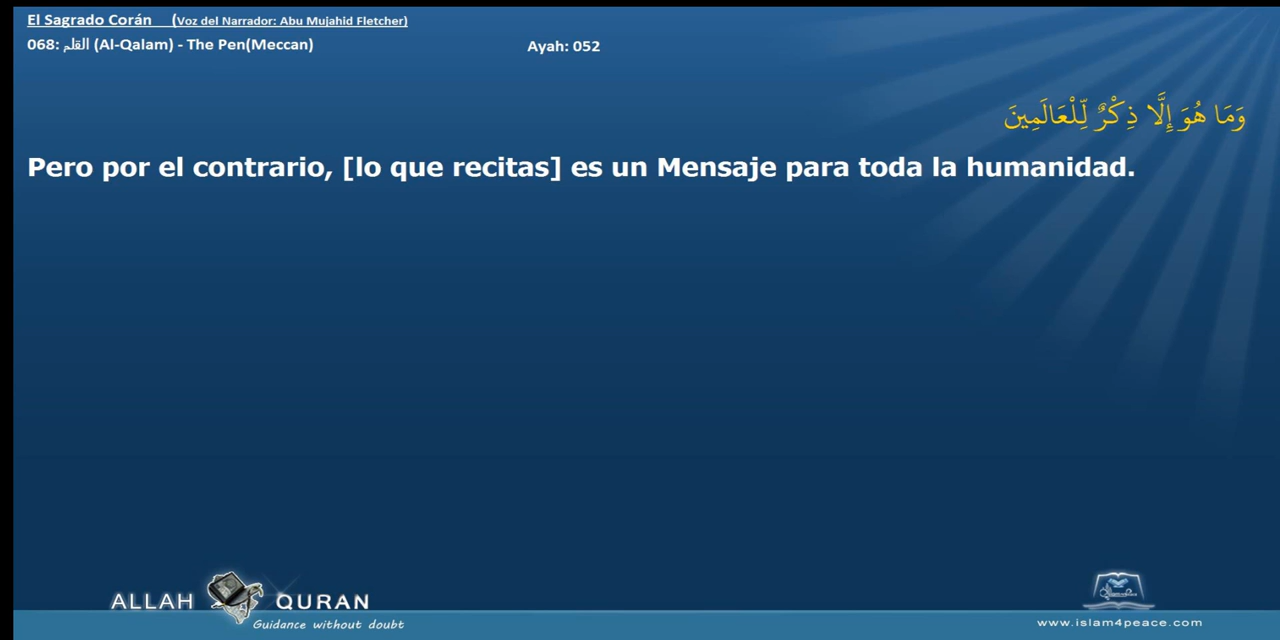 El Sagrado Corán (Voz del Narrador: Abu Mujahid Fletcher)
068: القلم (Al-Qalam) - The Pen(Meccan) Ayah: 052
وَمَا هُوَ إِلَّا ذِكْرٌ لِّلْعَالَمِينَ
Pero por el contrario, [lo que recitas] es un Mensaje para toda la humanidad.
ALLAH QURAN
Guidance without doubt
www.islam4peace.com